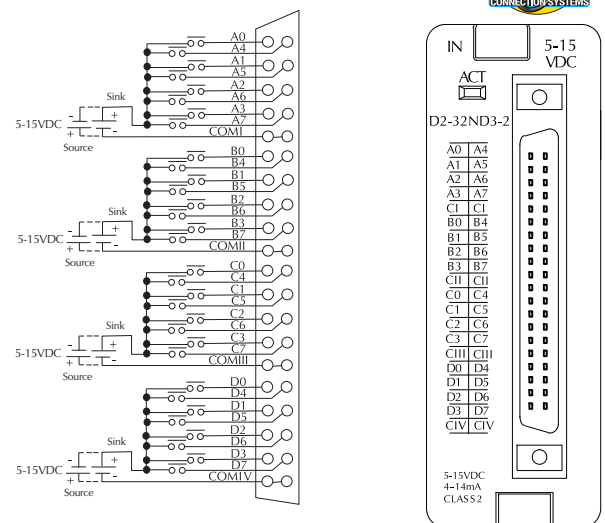 CONNECTION SYSTEMS
A0
A4
A1
A5
A2
A6
A3
A7
COMI
Sink
- +
5-15VDC
+ -
Source
B0
B4
B1
B5
B2
B6
B3
B7
COMII
Sink
- +
5-15VDC
+ -
Source
C0
C4
C1
C5
C2
C6
C3
C7
COMIII
Sink
- +
5-15VDC
+ -
Source
D0
D4
D1
D5
D2
D6
D3
D7
COMIV
Sink
- +
5-15VDC
+ -
Source
IN
5-15
VDC
ACT
D2-32ND3-2
A0 A4
A1 A5
A2 A6
A3 A7
CI CI
B0 B4
B1 B5
B2 B6
B3 B7
CII CII
C0 C4
C1 C5
C2 C6
C3 C7
CIII CIII
D0 D4
D1 D5
D2 D6
D3 D7
CIV CIV
5-15VDC
4-14mA
CLASS2